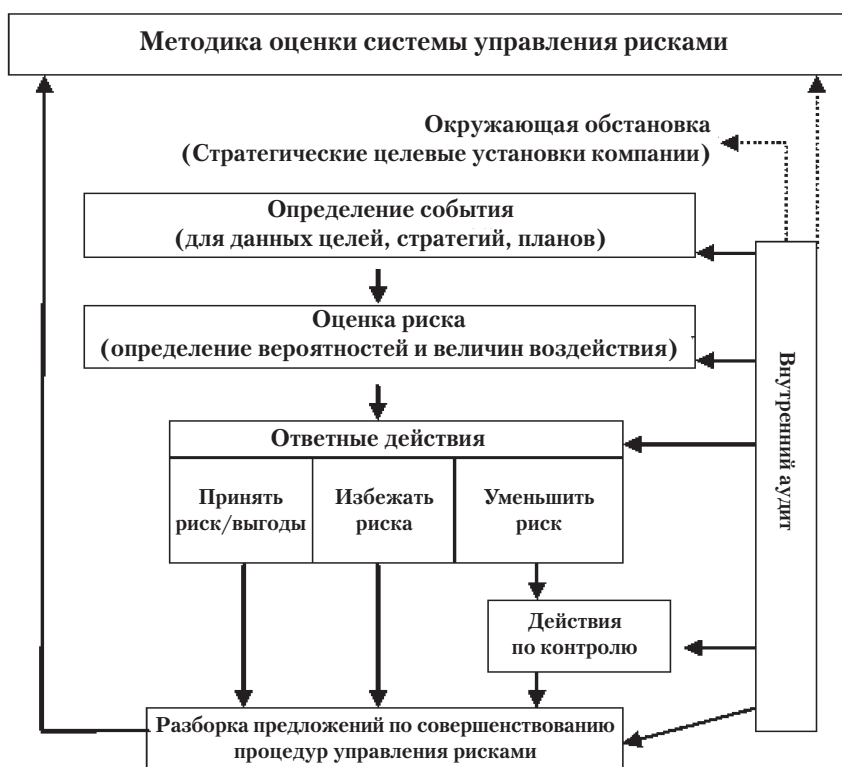 Методика оценки системы управления рисками
Окружающая обстановка
(Стратегические целевые установки компании)
Определение события
(для данных целей, стратегий, планов)
Оценка риска
(определение вероятностей и величин воздействия)
Ответные действия
Принять
риск/выгоды
Избежать
риска
Уменьшить
риск
Внутренний аудит
Действия
по контролю
Разборка предложений по совершенствованию
процедур управления рисками